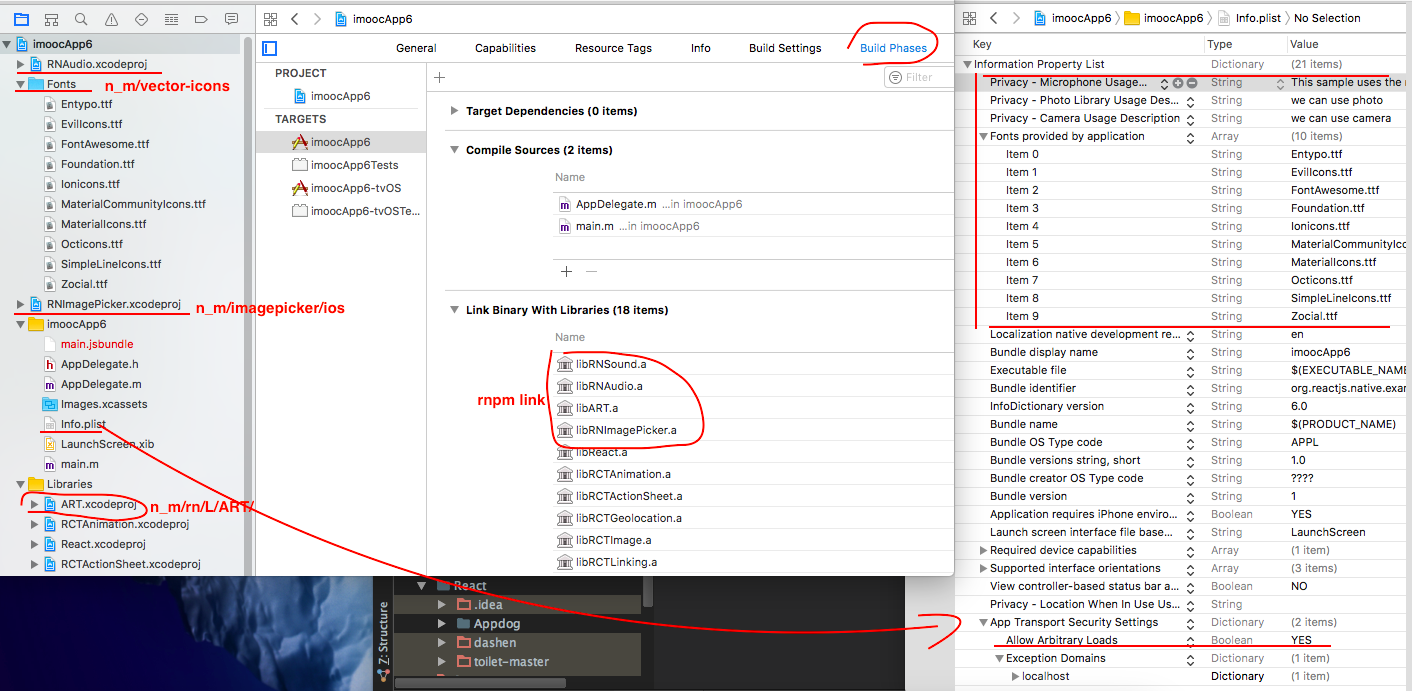 imoocApp6
RNAudio.xcodeproj
Fonts
n_m/vector-icons
Entypo.ttf
EvilIcons.ttf
FontAwesome.ttf
Foundation.ttf
Ionicons.ttf
MaterialCommunityIcons.ttf
MaterialIcons.ttf
Octicons.ttf
SimpleLineIcons.ttf
Zocial.ttf
RNImagePicker.xcodeproj
n_m/imagepicker/ios
imoocApp6
main.jsbundle
AppDelegate.h
AppDelegate.m
Images.xcassets
Info.plist
LaunchScreen.xib
main.m
Libraries
ART.xcodeproj
n_m/rn/L/ART/
RCTAnimation.xcodeproj
React.xcodeproj
RCTActionSheet.xcodeproj
imoocApp6
General Capabilities Resource Tags Info Build Settings Build Phases
PROJECT
imoocApp6
TARGETS
imoocApp6
imoocApp6Tests
imoocApp6-tvOS
imoocApp6-tvOSTe...
Filter
Target Dependencies (0 items)
Compile Sources (2 items)
Name
AppDelegate.m ...in imoocApp6
main.m ...in imoocApp6
Link Binary With Libraries (18 items)
Name
rnpm link
libRNSound.a
libRNAudio.a
libART.a
libRNImagePicker.a
libReact.a
libRCTAnimation.a
libRCTActionSheet.a
libRCTGeolocation.a
libRCTImage.a
libRCTLinking.a
imoocApp6 imoocApp6 Info.plist No Selection
Key Type Value
Information Property List Dictionary (21 items)
Privacy - Microphone Usage... String This sample uses the
Privacy - Photo Library Usage Des... String we can use photo
Privacy - Camera Usage Description String we can use camera
Fonts provided by application Array (10 items)
Item 0 String Entypo.ttf
Item 1 String EvilIcons.ttf
Item 2 String FontAwesome.ttf
Item 3 String Foundation.ttf
Item 4 String Ionicons.ttf
Item 5 String MaterialCommunityIco
Item 6 String MaterialIcons.ttf
Item 7 String Octicons.ttf
Item 8 String SimpleLineIcons.ttf
Item 9 String Zocial.ttf
Localization native development re... String en
Bundle display name String imoocApp6
Executable file String $(EXECUTABLE_NAME
Bundle identifier String org.reactjs.native.exa
InfoDictionary version String 6.0
Bundle name String $(PRODUCT_NAME)
Bundle OS Type code String APPL
Bundle versions string, short String 1.0
Bundle creator OS Type code String ????
Bundle version String 1
Application requires iPhone enviro... Boolean YES
Launch screen interface file base... String LaunchScreen
Required device capabilities Array (1 item)
Supported interface orientations Array (3 items)
View controller-based status bar a... Boolean NO
Privacy - Location When In Use Us... String
App Transport Security Settings Dictionary (2 items)
Allow Arbitrary Loads Boolean YES
Exception Domains Dictionary (1 item)
localhost Dictionary (1 item)
Z: Structure
React
.idea
Appdog
dashen
toilet-master